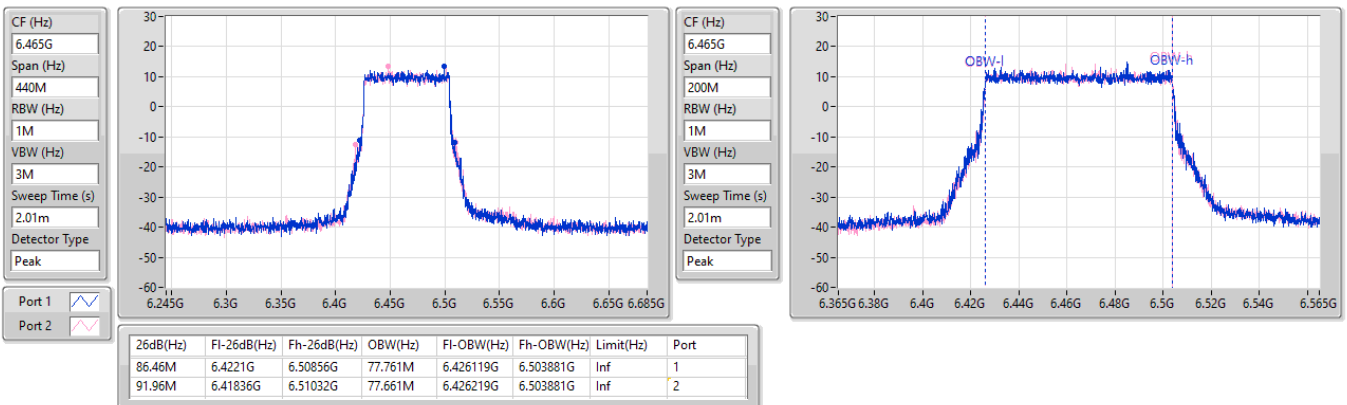 CF (Hz)
6.465G
Span (Hz)
440M
RBW (Hz)
1M
VBW (Hz)
3M
Sweep Time (s)
2.01m
Detector Type
Peak
Port 1
Port 2
30
20
10
0
-10
-20
-30
-40
-50
-60
6.245G 6.3G 6.35G 6.4G 6.45G 6.5G 6.55G 6.6G 6.65G 6.685G
CF (Hz)
6.465G
Span (Hz)
200M
RBW (Hz)
1M
VBW (Hz)
3M
Sweep Time (s)
2.01m
Detector Type
Peak
30
20
10
0
-10
-20
-30
-40
-50
-60
OBW-l OBW-h
6.365G 6.38G 6.4G 6.42G 6.44G 6.46G 6.48G 6.5G 6.52G 6.54G 6.565G
26dB(Hz) Fl-26dB(Hz) Fh-26dB(Hz) OBW(Hz) Fl-OBW(Hz) Fh-OBW(Hz) Limit(Hz) Port
86.46M 6.4221G 6.50856G 77.761M 6.426119G 6.503881G Inf 1
91.96M 6.41836G 6.51032G 77.661M 6.426219G 6.503881G Inf 2